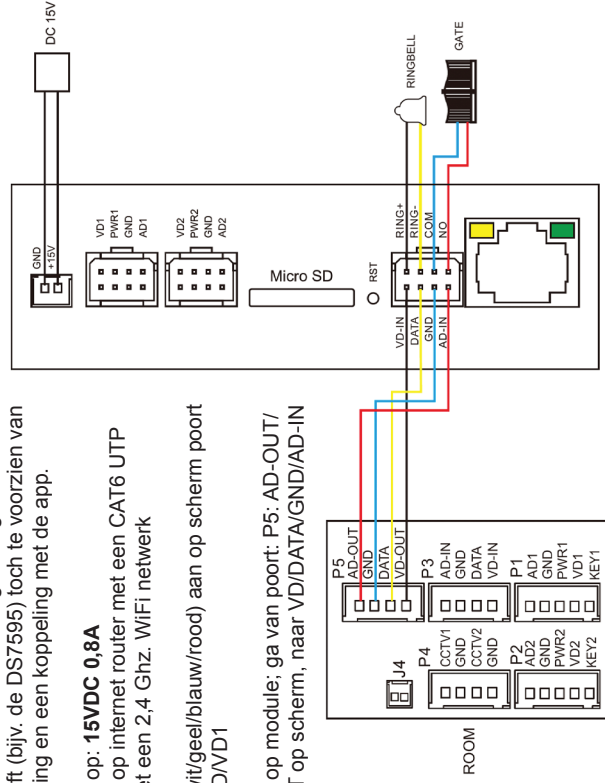 ft (bijv. de DS7595) toch te voorzien van
ing en een koppeling met de app.
op: 15VDC 0,8A
op internet router met een CAT6 UTP
et een 2,4 Ghz. WiFi netwerk
vit/geel/blauw/rood) aan op scherm poort
D/VD1
op module; ga van poort: P5: AD-OUT/
T op scherm, naar VD/DATA/GND/AD-IN
DC 15V
GND
+15V
VD1
PWR1
GND
AD1
VD2
PWR2
GND
AD2
Micro SD
RST
RINGBELL
GATE
RING+
RING-
COM
NO
VD-IN
DATA
GND
AD-IN
P5
AD-OUT
GND
DATA
VD-OUT
J4
P4
CCTV1
GND
CCTV2
GND
P3
AD-IN
GND
DATA
VD-IN
P2
AD2
GND
PWR2
VD2
KEY2
P1
AD1
GND
PWR1
VD1
KEY1
ROOM